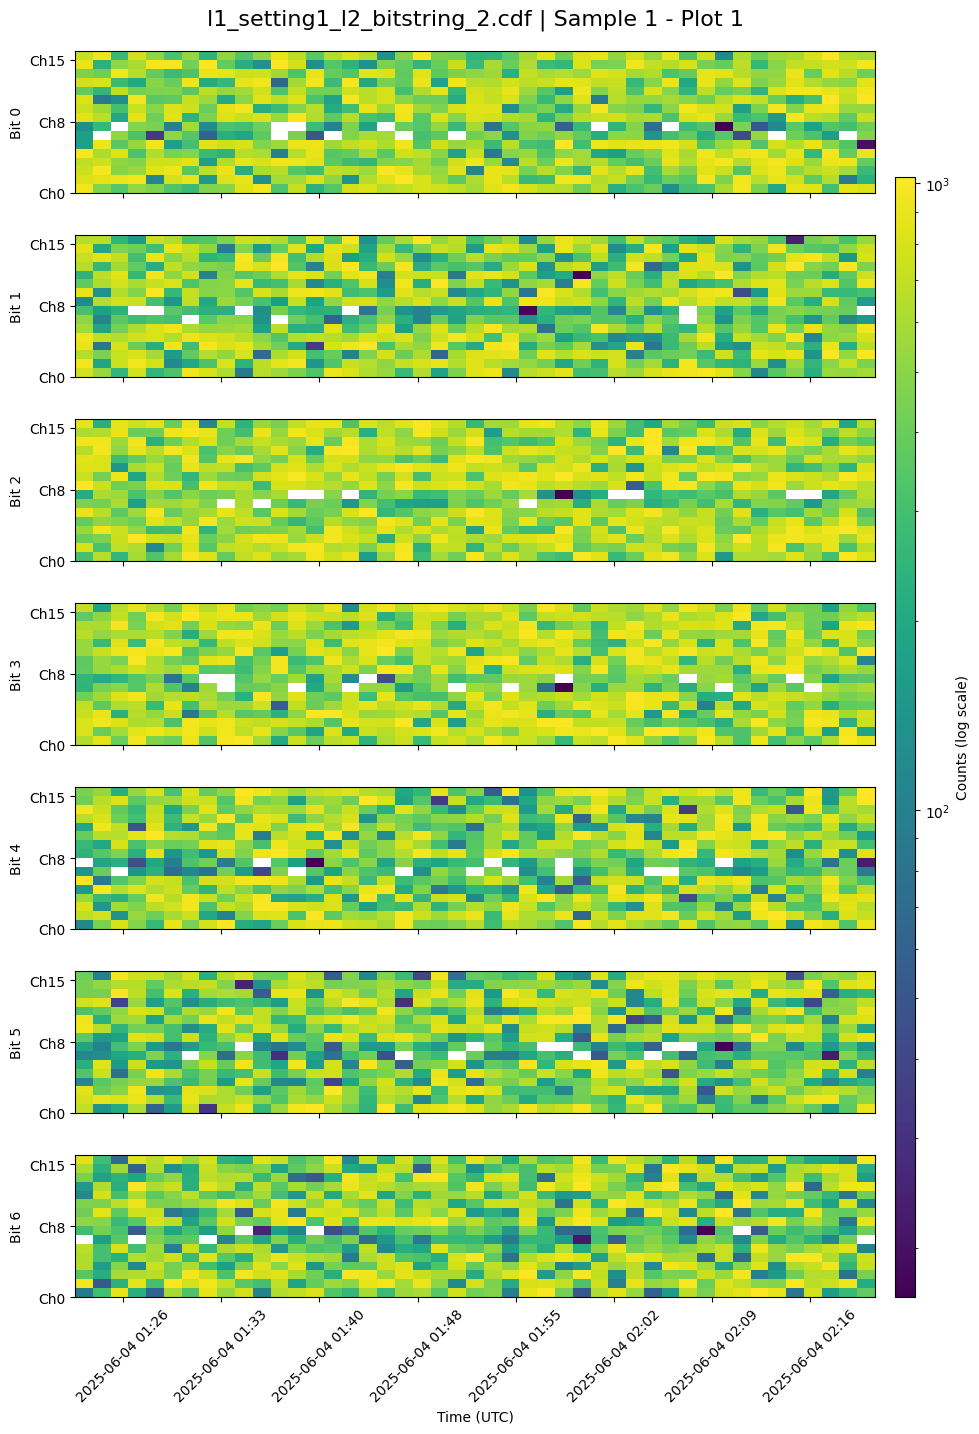 l1_setting1_l2_bitstring_2.cdf | Sample 1 - Plot 1
Ch15
Ch8
Ch0
Bit 0
Ch15
Ch8
Ch0
Bit 1
Ch15
Ch8
Ch0
Bit 2
Ch15
Ch8
Ch0
Bit 3
Ch15
Ch8
Ch0
Bit 4
Ch15
Ch8
Ch0
Bit 5
Ch15
Ch8
Ch0
Bit 6
2025-06-04 01:26
2025-06-04 01:33
2025-06-04 01:40
2025-06-04 01:48
2025-06-04 01:55
2025-06-04 02:02
2025-06-04 02:09
2025-06-04 02:16
Time (UTC)
10³
10²
Counts (log scale)